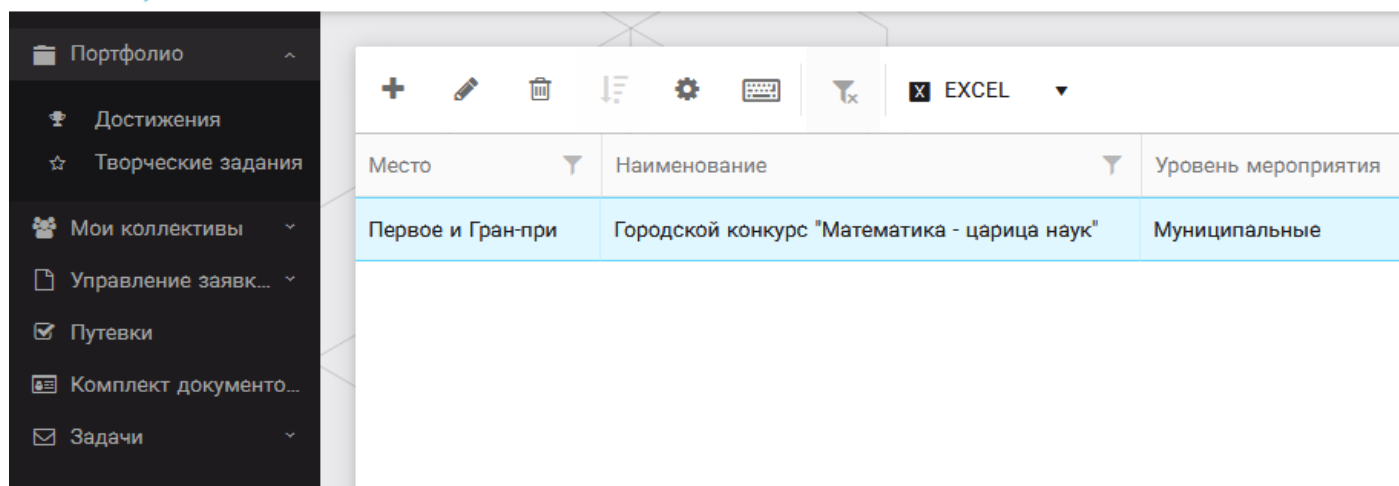 Портфолио
Достижения
Творческие задания
Мои коллективы
Управление заявк...
Путевки
Комплект документо...
Задачи
X EXCEL
Место Наименование Уровень мероприятия
Первое и Гран-при Городской конкурс "Математика - царица наук" Муниципальные